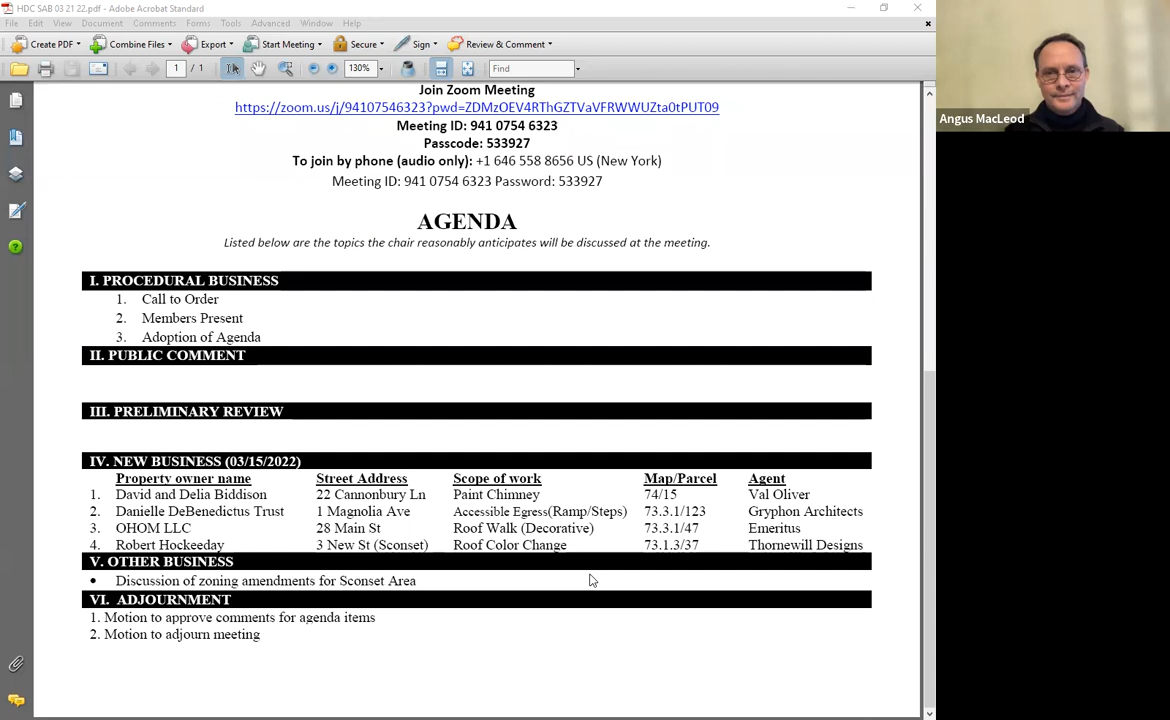 HDC SAB 03 21 22.pdf - Adobe Acrobat Standard
File Edit View Document Comments Forms Tools Advanced Window Help
Create PDF Combine Files Export Start Meeting Secure Sign Review & Comment
1 / 1 130% Find
Join Zoom Meeting
https://zoom.us/j/94107546323?pwd=ZDMzOEV4RThGZTVaVFRWWUZta0tPUT09
Meeting ID: 941 0754 6323
Passcode: 533927
To join by phone (audio only): +1 646 558 8656 US (New York)
Meeting ID: 941 0754 6323 Password: 533927
AGENDA
Listed below are the topics the chair reasonably anticipates will be discussed at the meeting.
I. PROCEDURAL BUSINESS
1. Call to Order
2. Members Present
3. Adoption of Agenda
II. PUBLIC COMMENT
III. PRELIMINARY REVIEW
IV. NEW BUSINESS (03/15/2022)
Property owner name Street Address Scope of work Map/Parcel Agent
1. David and Delia Biddison 22 Cannonbury Ln Paint Chimney 74/15 Val Oliver
2. Danielle DeBenedictus Trust 1 Magnolia Ave Accessible Egress(Ramp/Steps) 73.3.1/123 Gryphon Architects
3. OHOM LLC 28 Main St Roof Walk (Decorative) 73.3.1/47 Emeritus
4. Robert Hockeeday 3 New St (Sconset) Roof Color Change 73.1.3/37 Thornewill Designs
V. OTHER BUSINESS
• Discussion of zoning amendments for Sconset Area
VI. ADJOURNMENT
1. Motion to approve comments for agenda items
2. Motion to adjourn meeting
Angus MacLeod